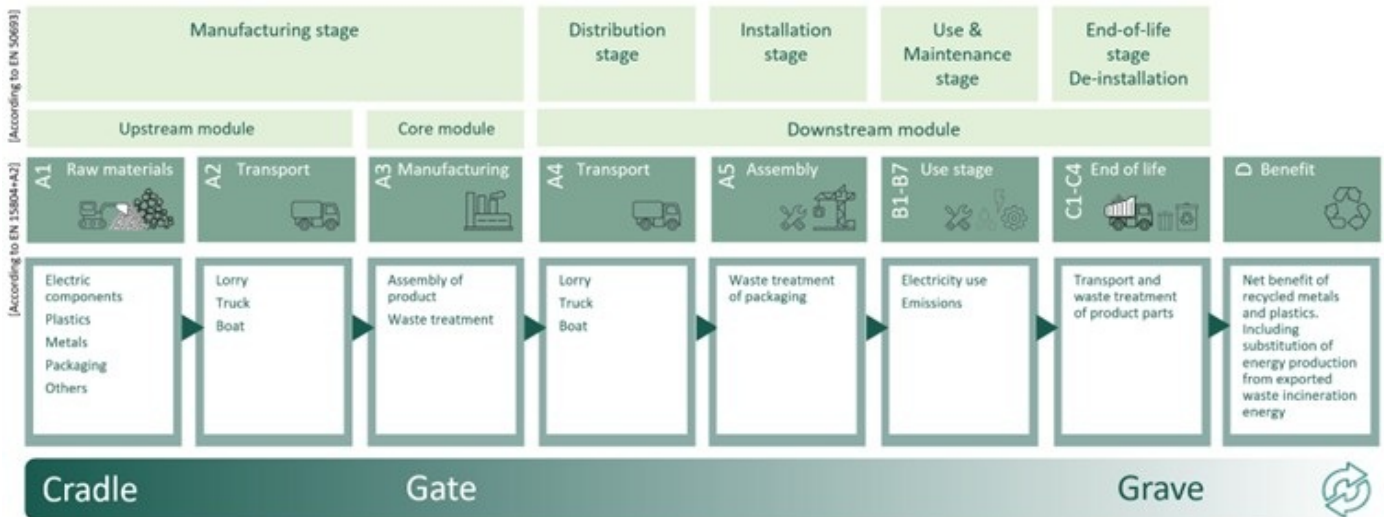 [According to EN 50693]
Manufacturing stage
Distribution
stage
Installation
stage
Use &
Maintenance
stage
End-of-life
stage
De-installation
Upstream module
Core module
Downstream module
[According to EN 15804+A2]
A1 Raw materials
A2 Transport
A3 Manufacturing
A4 Transport
A5 Assembly
B1-B7 Use stage
C1-C4 End of life
D Benefit
Electric
components
Plastics
Metals
Packaging
Others
Lorry
Truck
Boat
Assembly of
product
Waste treatment
Lorry
Truck
Boat
Waste treatment
of packaging
Electricity use
Emissions
Transport and
waste treatment
of product parts
Net benefit of
recycled metals
and plastics.
Including
substitution of
energy production
from exported
waste incineration
energy
Cradle
Gate
Grave